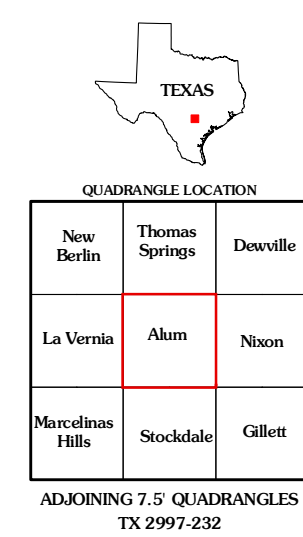 TEXAS
QUADRANGLE LOCATION
New
Berlin
Thomas
Springs
Dewville
La Vernia
Alum
Nixon
Marcelinas
Hills
Stockdale
Gillett
ADJOINING 7.5' QUADRANGLES
TX 2997-232